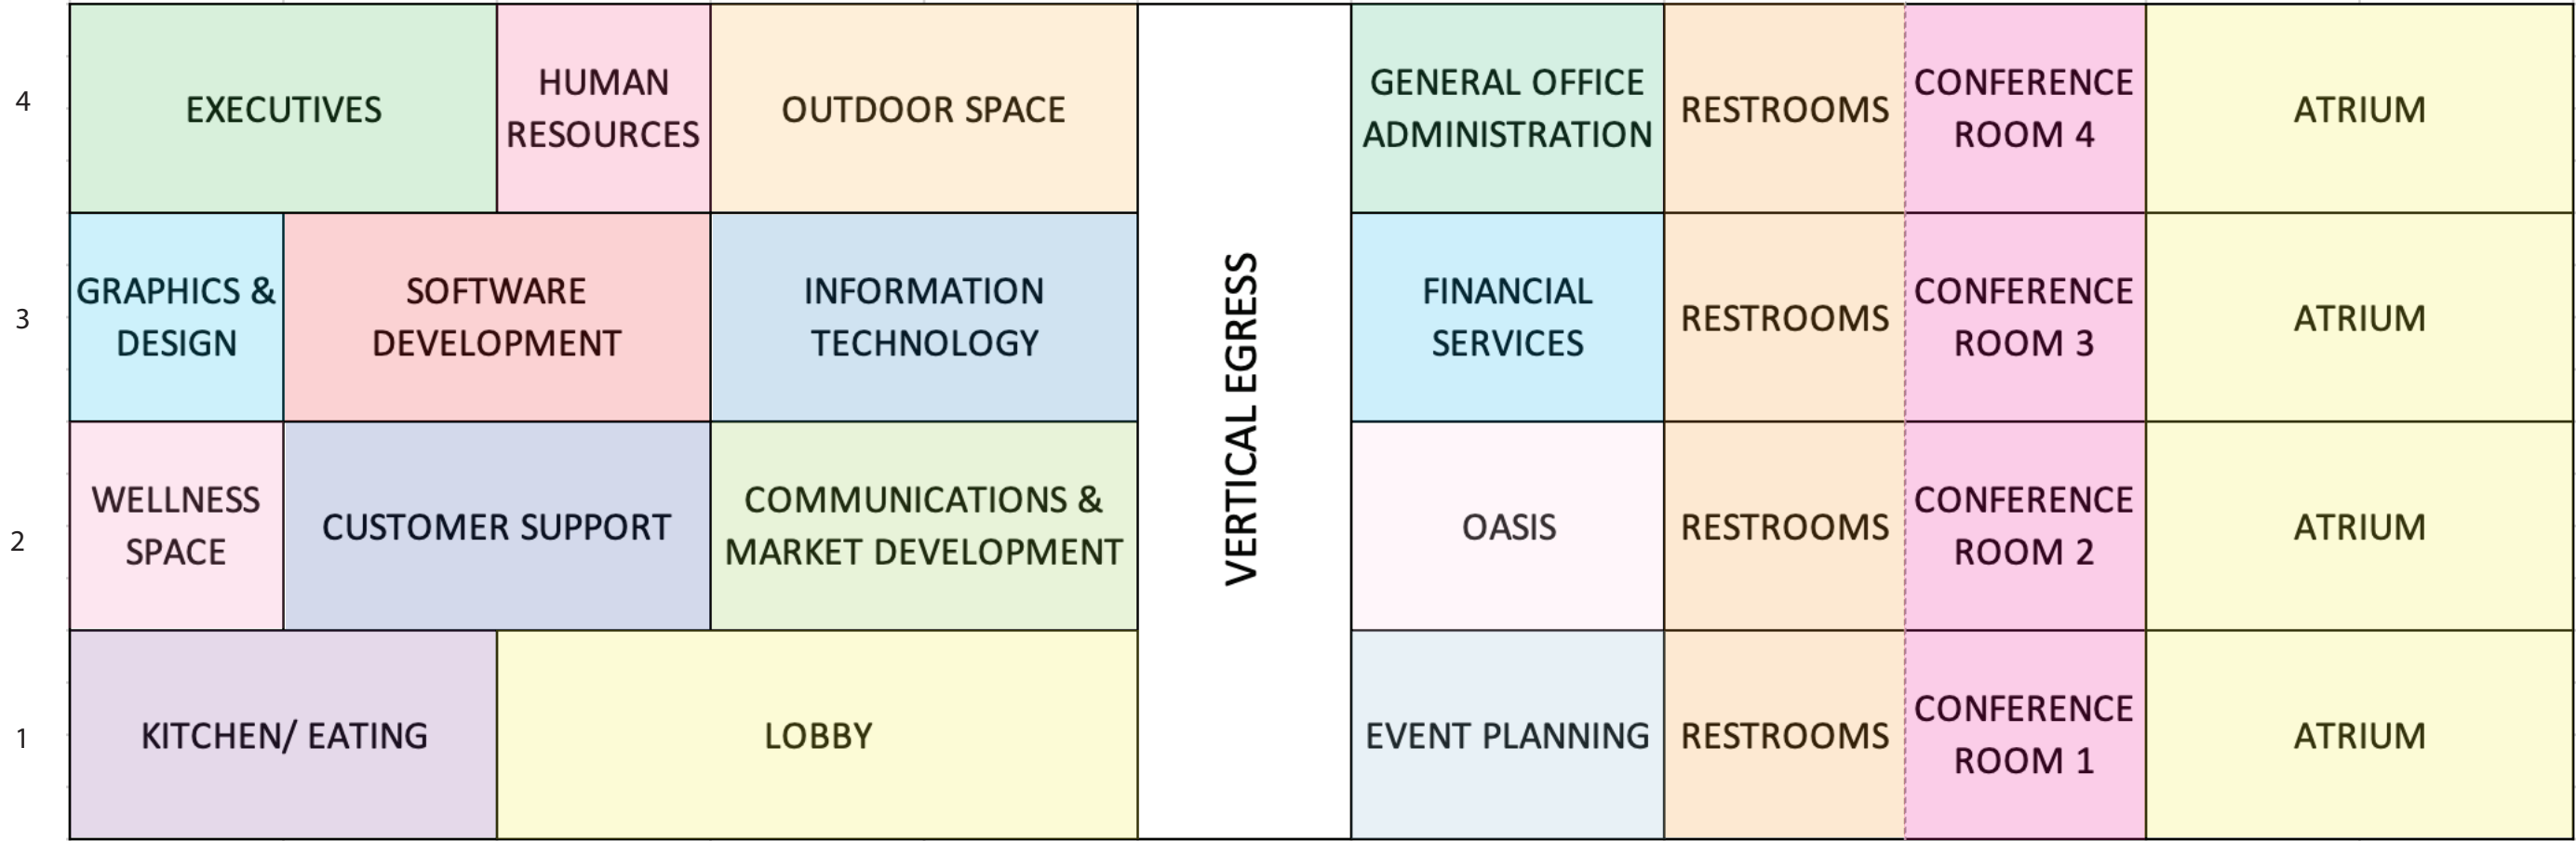 4
EXECUTIVES
HUMAN
RESOURCES
OUTDOOR SPACE
GENERAL OFFICE
ADMINISTRATION
RESTROOMS
CONFERENCE
ROOM 4
ATRIUM
3
GRAPHICS &
DESIGN
SOFTWARE
DEVELOPMENT
INFORMATION
TECHNOLOGY
VERTICAL EGRESS
FINANCIAL
SERVICES
RESTROOMS
CONFERENCE
ROOM 3
ATRIUM
2
WELLNESS
SPACE
CUSTOMER SUPPORT
COMMUNICATIONS &
MARKET DEVELOPMENT
OASIS
RESTROOMS
CONFERENCE
ROOM 2
ATRIUM
1
KITCHEN/ EATING
LOBBY
EVENT PLANNING
RESTROOMS
CONFERENCE
ROOM 1
ATRIUM